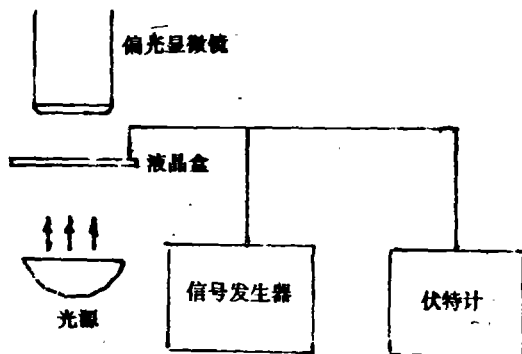 偏光显微镜
液晶盒
信号发生器
伏特计
光源